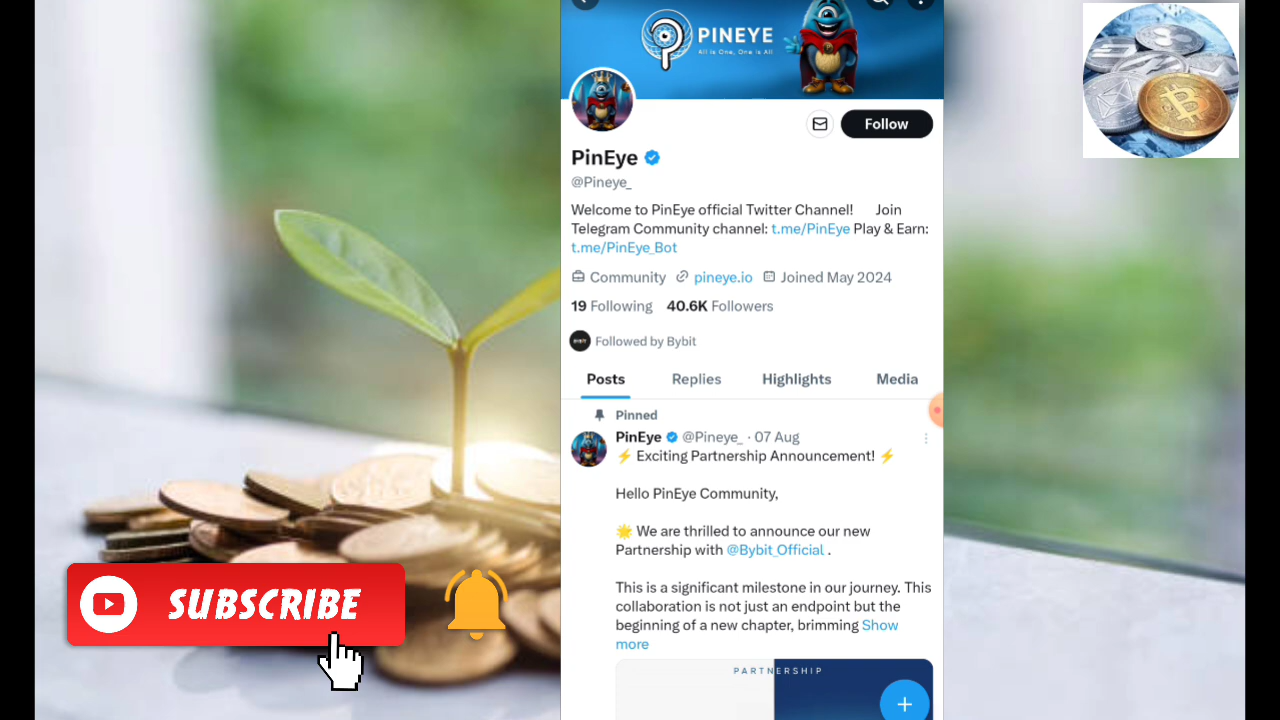 PINEYE
All is One, One is All
Follow
PinEye
@Pineye_
Welcome to PinEye official Twitter Channel! Join
Telegram Community channel: t.me/PinEye Play & Earn:
t.me/PinEye_Bot
Community pineye.io Joined May 2024
19 Following 40.6K Followers
Followed by Bybit
Posts Replies Highlights Media
Pinned
PinEye @Pineye_ · 07 Aug
⚡ Exciting Partnership Announcement! ⚡
Hello PinEye Community,
🌟 We are thrilled to announce our new
Partnership with @Bybit_Official .
This is a significant milestone in our journey. This
collaboration is not just an endpoint but the
beginning of a new chapter, brimming Show
more
PARTNERSHIP
SUBSCRIBE